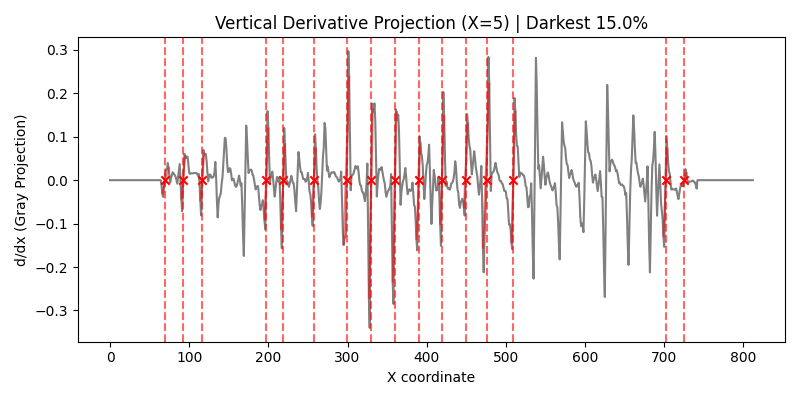 Vertical Derivative Projection (X=5) | Darkest 15.0%
0.3
0.2
0.1
0.0
−0.1
−0.2
−0.3
d/dx (Gray Projection)
0 100 200 300 400 500 600 700 800
X coordinate